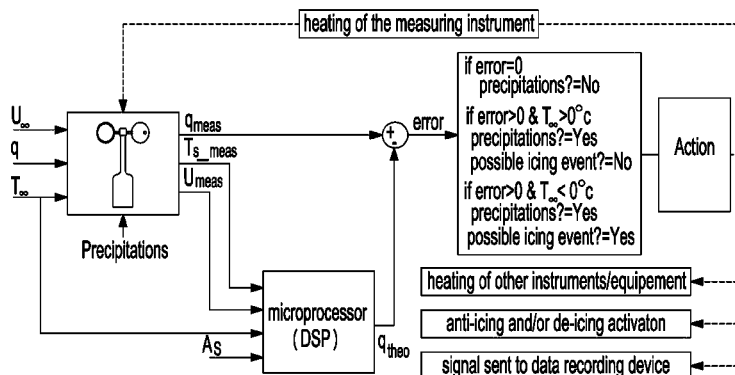 heating of the measuring instrument
U∞
q
T∞
Precipitations
qmeas
Ts_meas
Umeas
+
-
error
if error=0
precipitations?=No
if error>0 & T∞>0°c
precipitations?=Yes
possible icing event?=No
if error>0 & T∞<0°c
precipitations?=Yes
possible icing event?=Yes
Action
microprocessor
(DSP)
As
qtheo
heating of other instruments/equipement
anti-icing and/or de-icing activaton
signal sent to data recording device